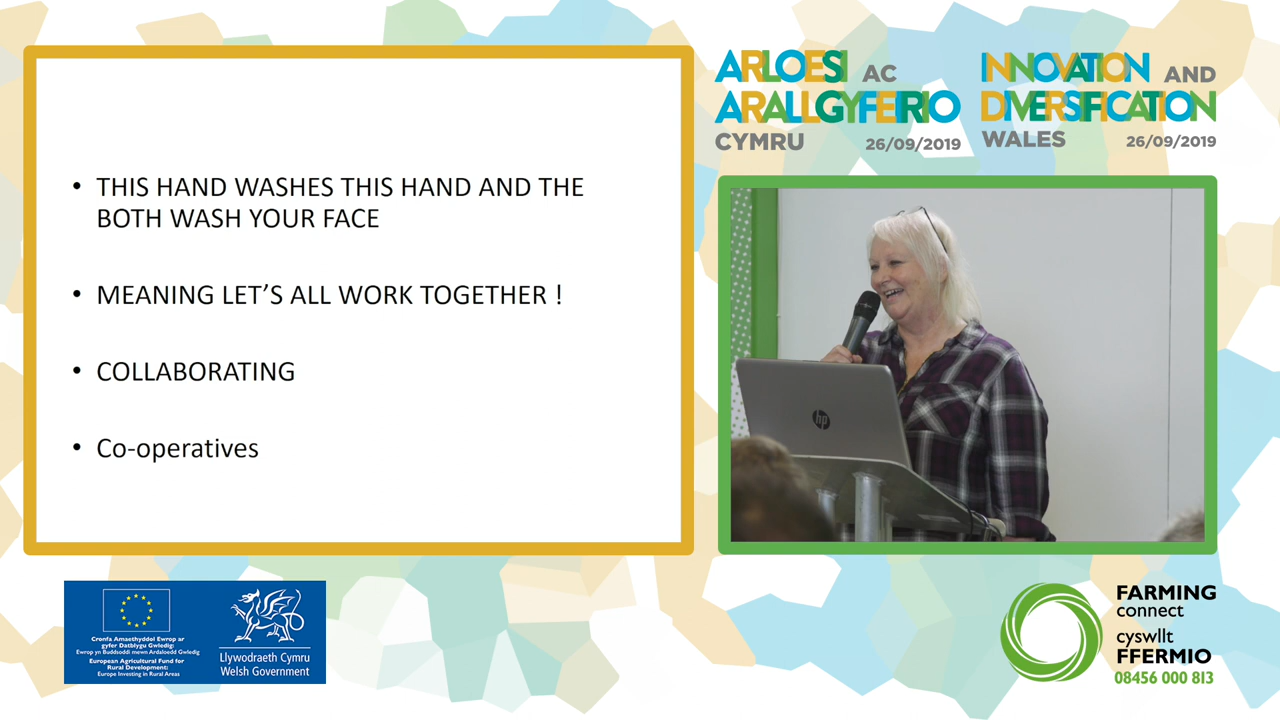 • THIS HAND WASHES THIS HAND AND THE
BOTH WASH YOUR FACE
• MEANING LET'S ALL WORK TOGETHER !
• COLLABORATING
• Co-operatives
ARLOESI AC
ARALLGYFEIRIO
CYMRU 26/09/2019
INNOVATION AND
DIVERSIFICATION
WALES 26/09/2019
hp
Cronfa Amaethyddol Ewrop ar
gyfer Datblygu Gwledig:
Ewrop yn Buddsoddi mewn Ardaloedd Gwledig
European Agricultural Fund for
Rural Development:
Europe Investing in Rural Areas
Llywodraeth Cymru
Welsh Government
FARMING
connect
cyswllt
FFERMIO
08456 000 813